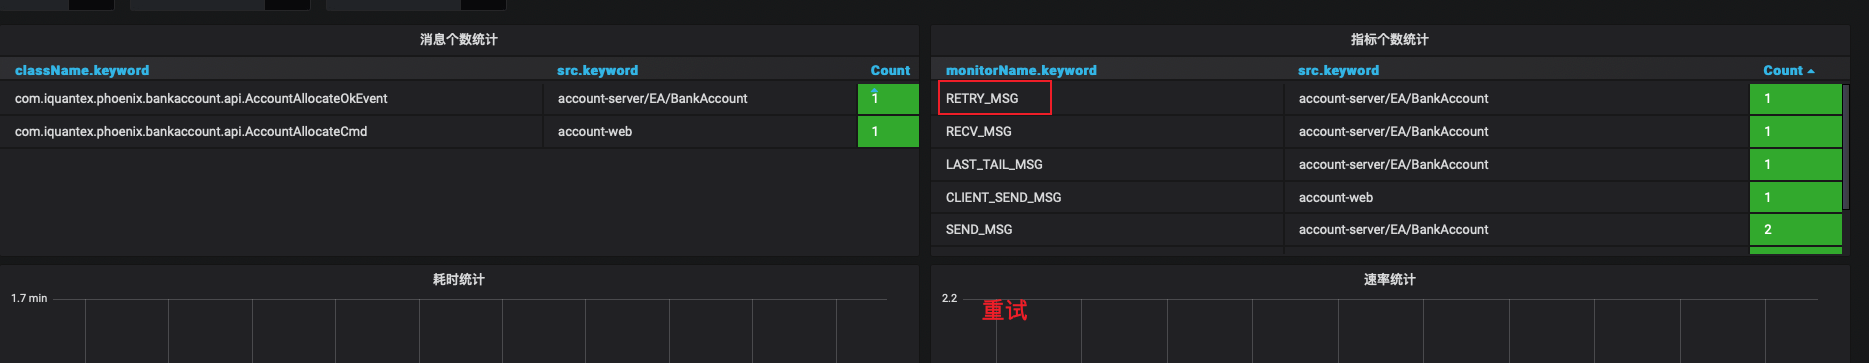 消息个数统计
className.keyword src.keyword Count
com.iquantex.phoenix.bankaccount.api.AccountAllocateOkEvent account-server/EA/BankAccount 1
com.iquantex.phoenix.bankaccount.api.AccountAllocateCmd account-web 1
指标个数统计
monitorName.keyword src.keyword Count
RETRY_MSG account-server/EA/BankAccount 1
RECV_MSG account-server/EA/BankAccount 1
LAST_TAIL_MSG account-server/EA/BankAccount 1
CLIENT_SEND_MSG account-web 1
SEND_MSG account-server/EA/BankAccount 2
耗时统计
1.7 min
速率统计
2.2
重试